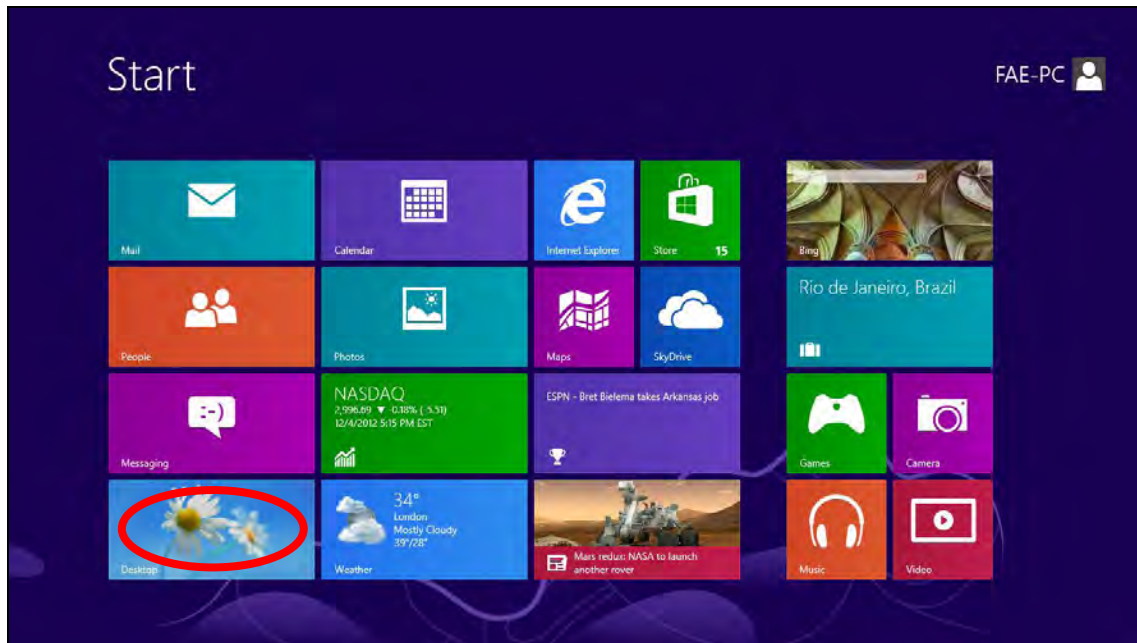 Start
FAE-PC
Mail
Calendar
Internet Explorer
Store 15
Bing
People
Photos
Maps
SkyDrive
Rio de Janeiro, Brazil
Messaging
NASDAQ
2,996.69 ▼ -0.18% (-5.51)
12/4/2012 5:15 PM EST
ESPN - Bret Bielema takes Arkansas job
Games
Camera
Desktop
34°
London
Mostly Cloudy
39°/28°
Weather
Mars redux: NASA to launch
another rover
Music
Video